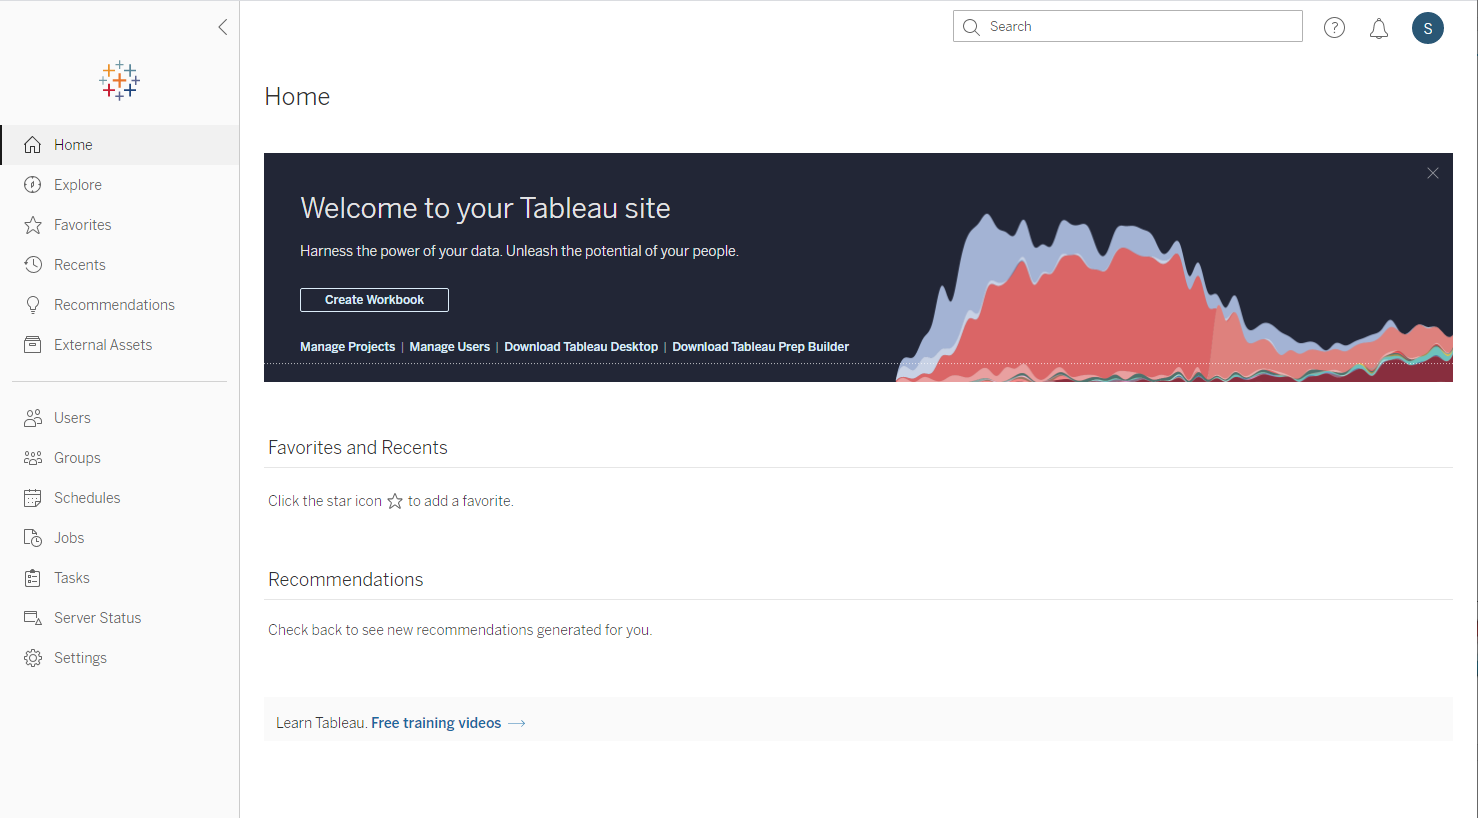 Search
?
S
Home
Explore
Favorites
Recents
Recommendations
External Assets
Users
Groups
Schedules
Jobs
Tasks
Server Status
Settings
Home
Welcome to your Tableau site
Harness the power of your data. Unleash the potential of your people.
Create Workbook
Manage Projects | Manage Users | Download Tableau Desktop | Download Tableau Prep Builder
Favorites and Recents
Click the star icon to add a favorite.
Recommendations
Check back to see new recommendations generated for you.
Learn Tableau. Free training videos →